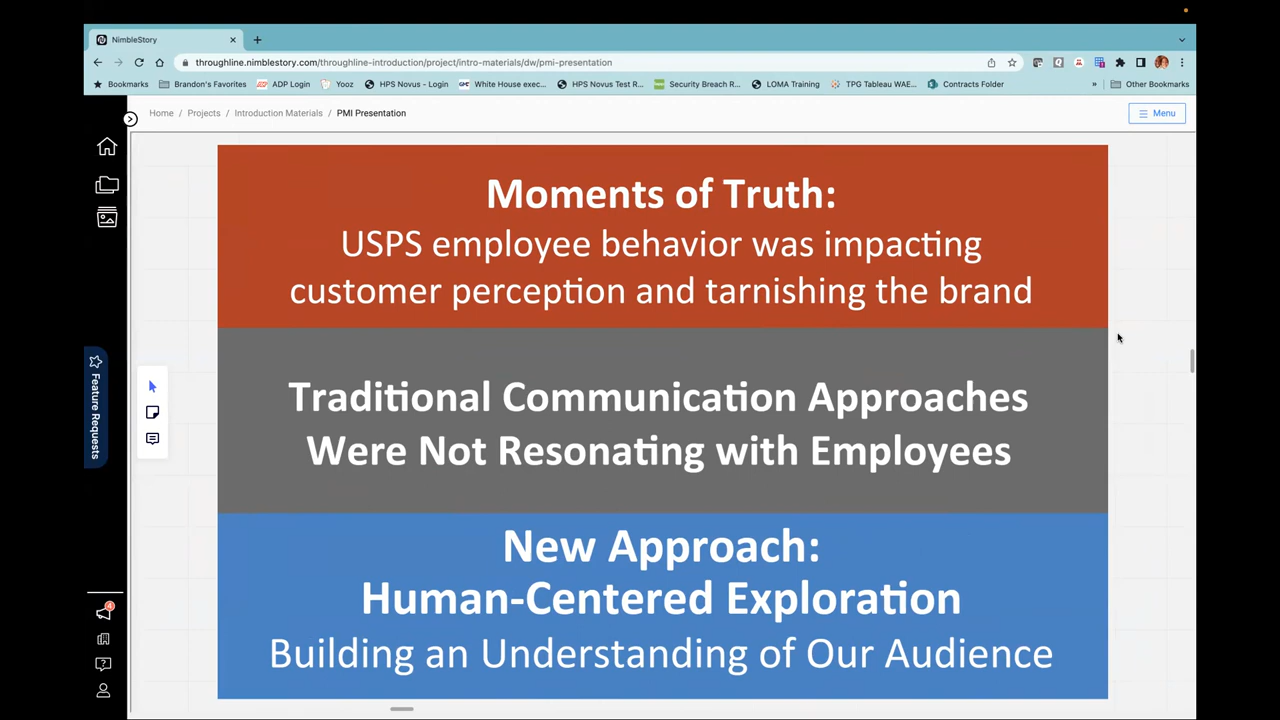 NimbleStory
throughline.nimblestory.com/throughline-introduction/project/intro-materials/dw/pmi-presentation
Bookmarks
Brandon's Favorites
ADP Login
Yooz
HPS Novus - Login
White House exec...
HPS Novus Test R...
Security Breach R...
LOMA Training
TPG Tableau WAE...
Contracts Folder
»
Other Bookmarks
Home / Projects / Introduction Materials / PMI Presentation
Menu
Moments of Truth:
USPS employee behavior was impacting
customer perception and tarnishing the brand
Traditional Communication Approaches
Were Not Resonating with Employees
New Approach:
Human-Centered Exploration
Building an Understanding of Our Audience
Feature Requests
4